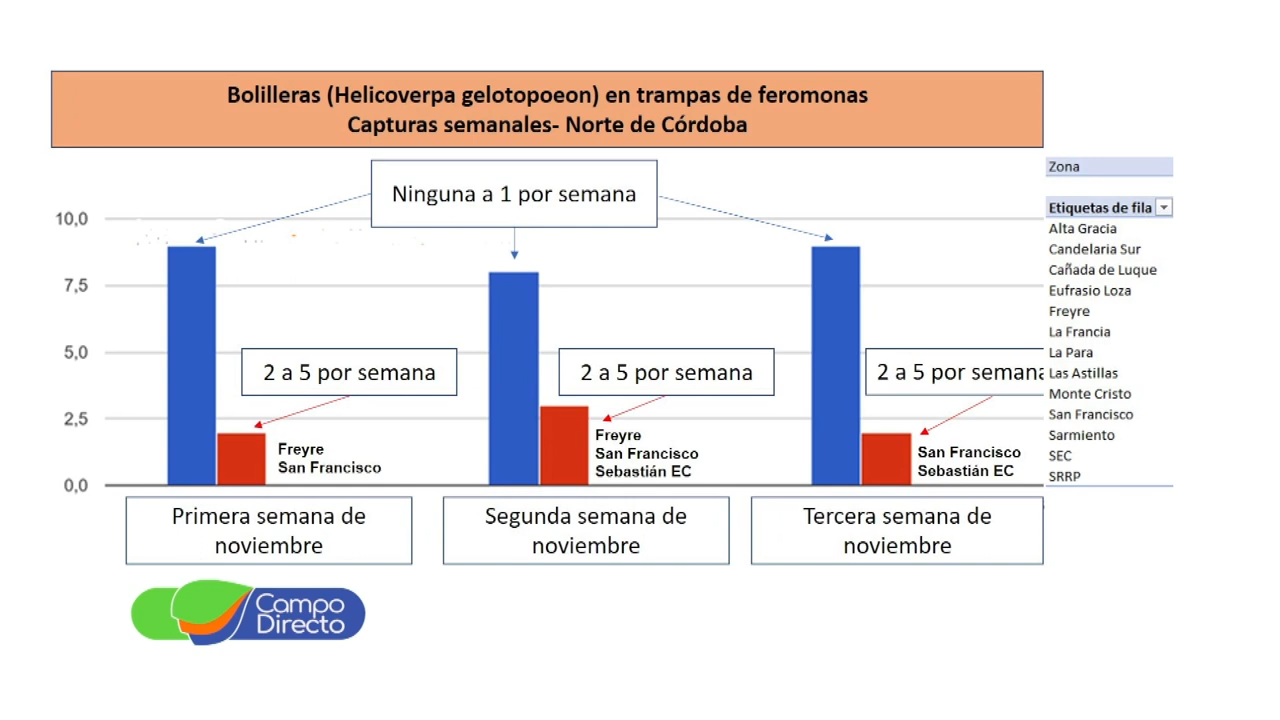 Bolilleras (Helicoverpa gelotopoeon) en trampas de feromonas
Capturas semanales- Norte de Córdoba
Ninguna a 1 por semana
10,0
7,5
5,0
2,5
0,0
2 a 5 por semana
2 a 5 por semana
2 a 5 por semana
Freyre
San Francisco
Freyre
San Francisco
Sebastián EC
San Francisco
Sebastián EC
Primera semana de
noviembre
Segunda semana de
noviembre
Tercera semana de
noviembre
Zona
Etiquetas de fila
Alta Gracia
Candelaria Sur
Cañada de Luque
Eufrasio Loza
Freyre
La Francia
La Para
Las Astillas
Monte Cristo
San Francisco
Sarmiento
SEC
SRRP
Campo
Directo